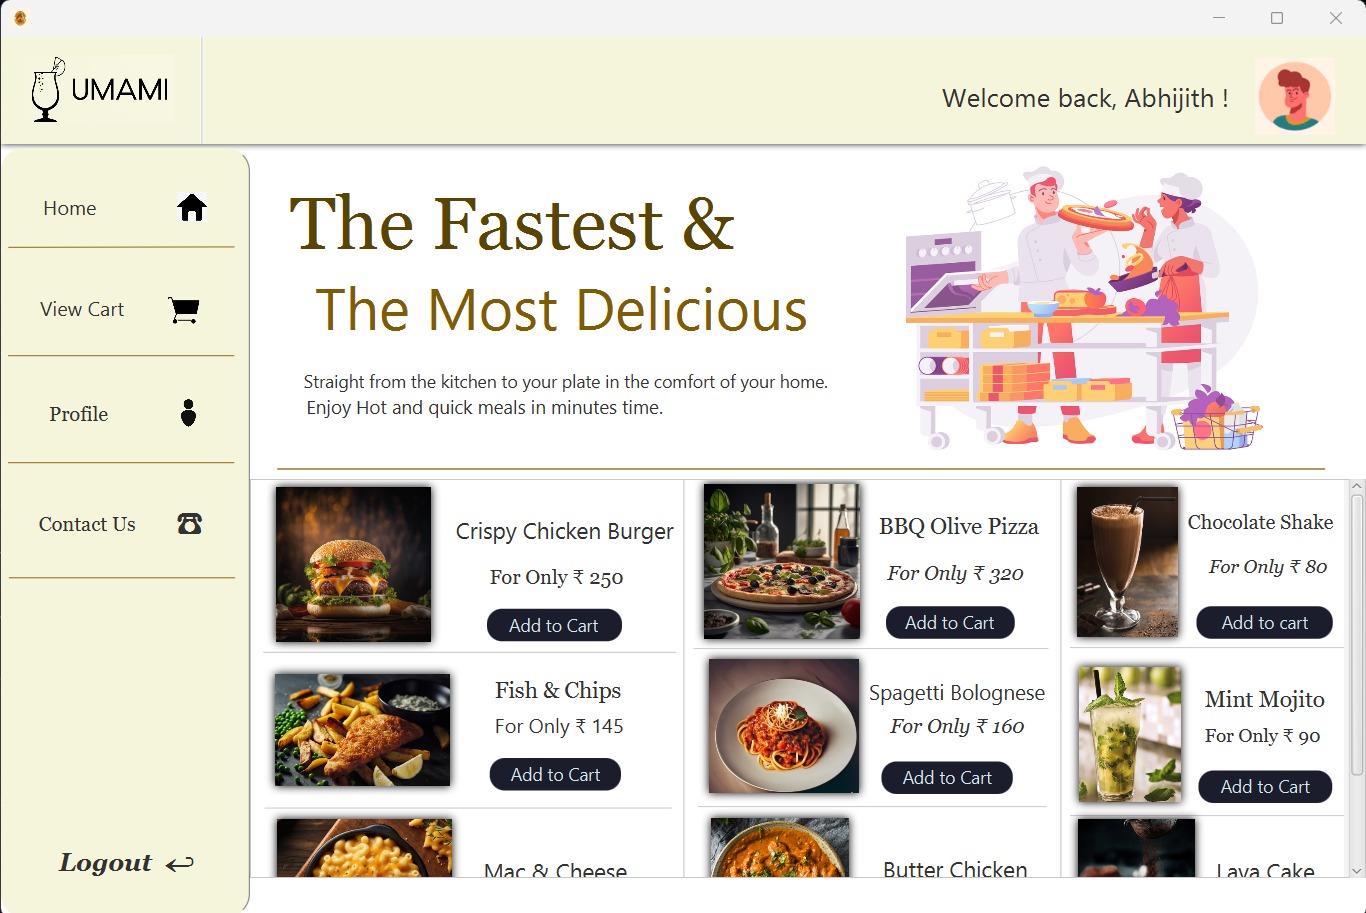 UMAMI
Welcome back, Abhijith !
Home
View Cart
Profile
Contact Us
Logout
The Fastest &
The Most Delicious
Straight from the kitchen to your plate in the comfort of your home.
Enjoy Hot and quick meals in minutes time.
Crispy Chicken Burger
For Only ₹ 250
Add to Cart
BBQ Olive Pizza
For Only ₹ 320
Add to Cart
Chocolate Shake
For Only ₹ 80
Add to cart
Fish & Chips
For Only ₹ 145
Add to Cart
Spagetti Bolognese
For Only ₹ 160
Add to Cart
Mint Mojito
For Only ₹ 90
Add to Cart
Mac & Cheese
Butter Chicken
Lava Cake